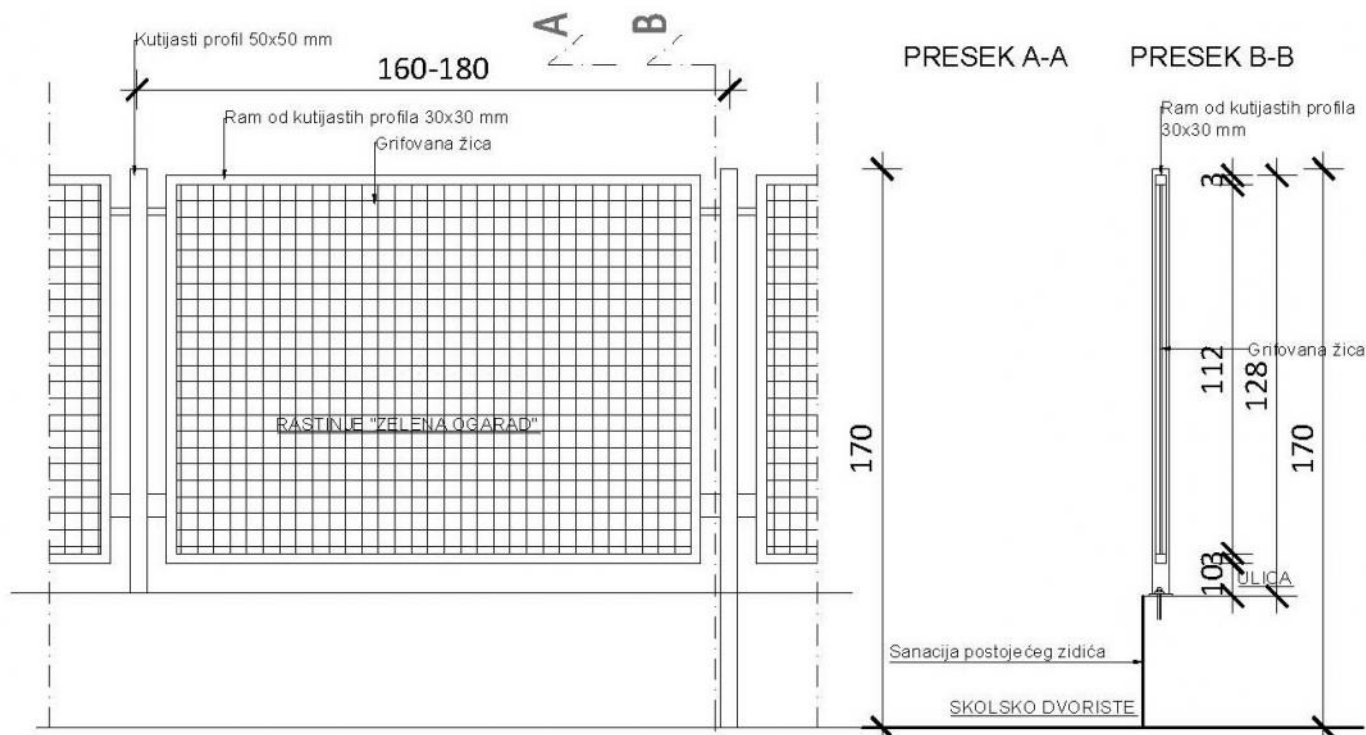 Kutijasti profil 50x50 mm
A
B
PRESEK A-A
PRESEK B-B
160-180
Ram od kutijastih profila 30x30 mm
Grifovana žica
Ram od kutijastih profila
30x30 mm
3
112
128
170
170
Grifovana žica
RASTINJE "ZELENA OGARAD"
3
10
ULICA
Sanacija postojećeg zidića
SKOLSKO DVORISTE